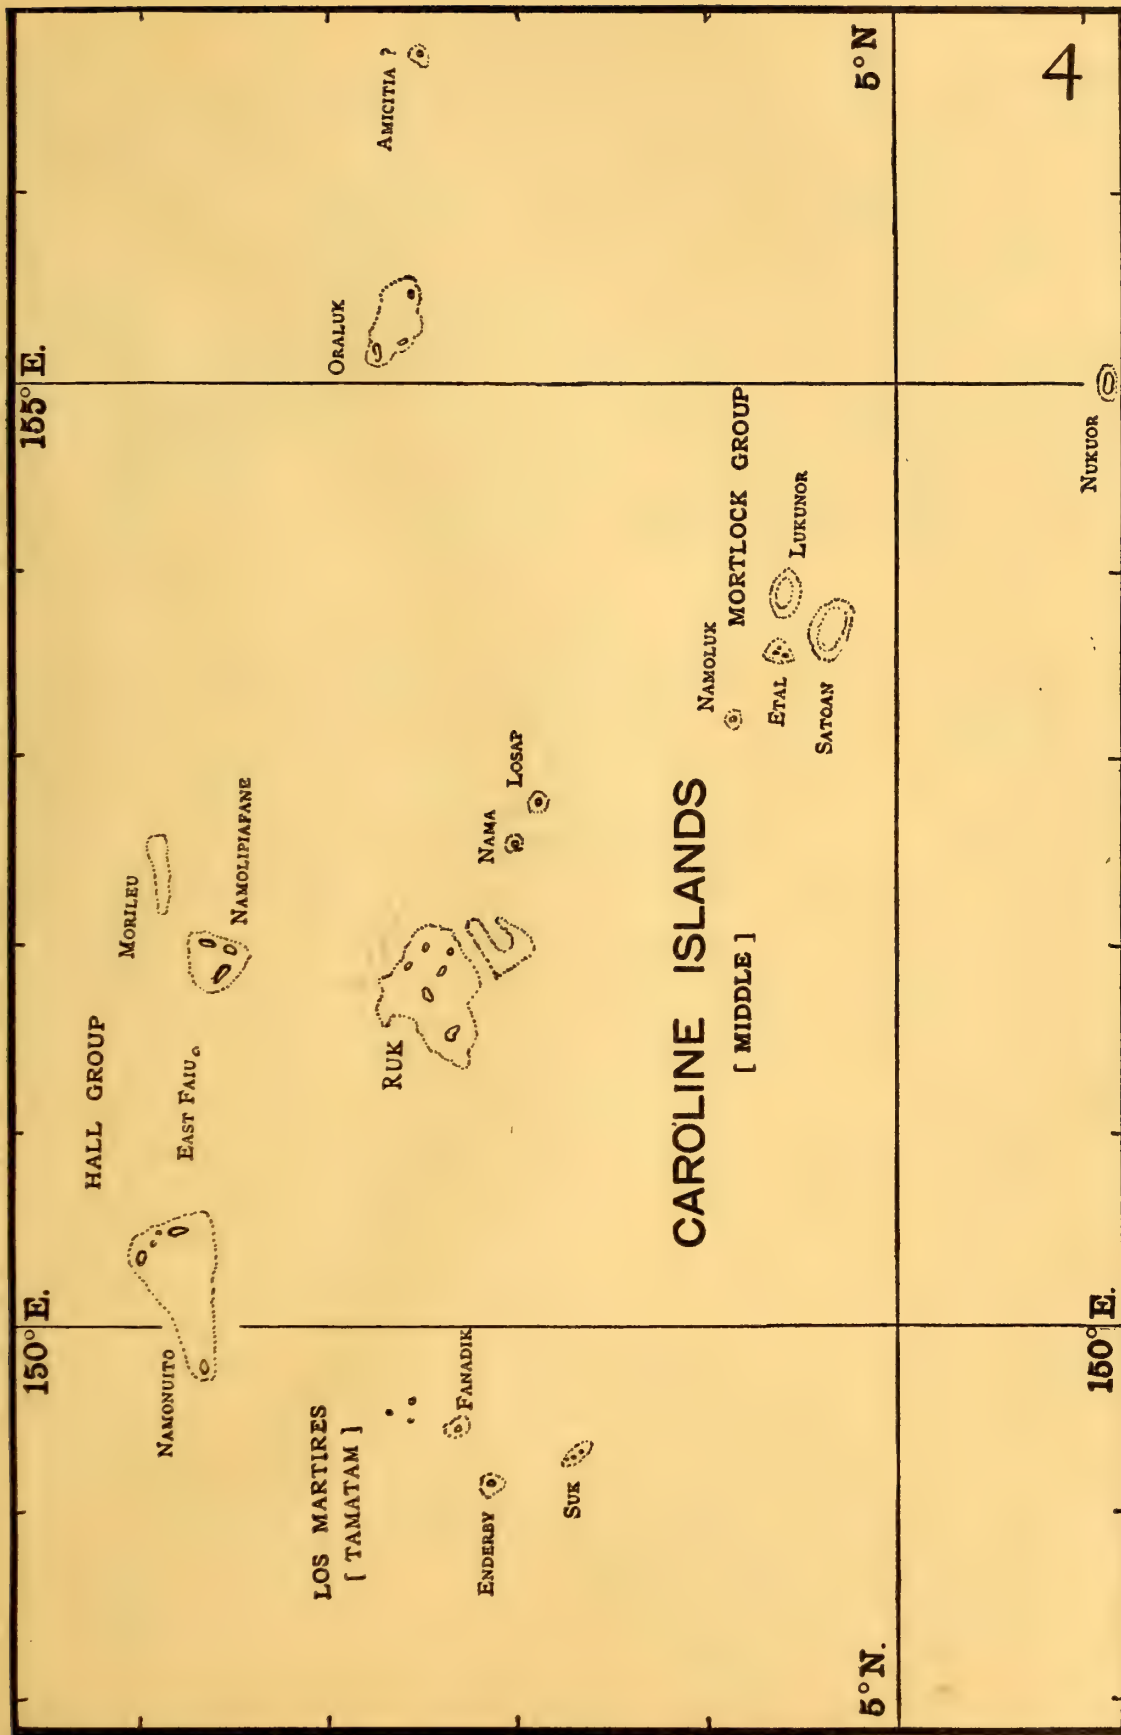 150° E.
155° E.
HALL GROUP
MORILEU
NAMONUITO
EAST FAIU
NAMOLIPIAFANE
LOS MARTIRES
[ TAMATAM ]
RUK
ORALUK
AMICITIA ?
FANADIK
ENDERBY
NAMA
LOSAP
SUK
CAROLINE ISLANDS
[ MIDDLE ]
NAMOLUK
MORTLOCK GROUP
ETAL
LUKUNOR
SATOAN
5° N.
5° N
NUKUOR
150° E.
4